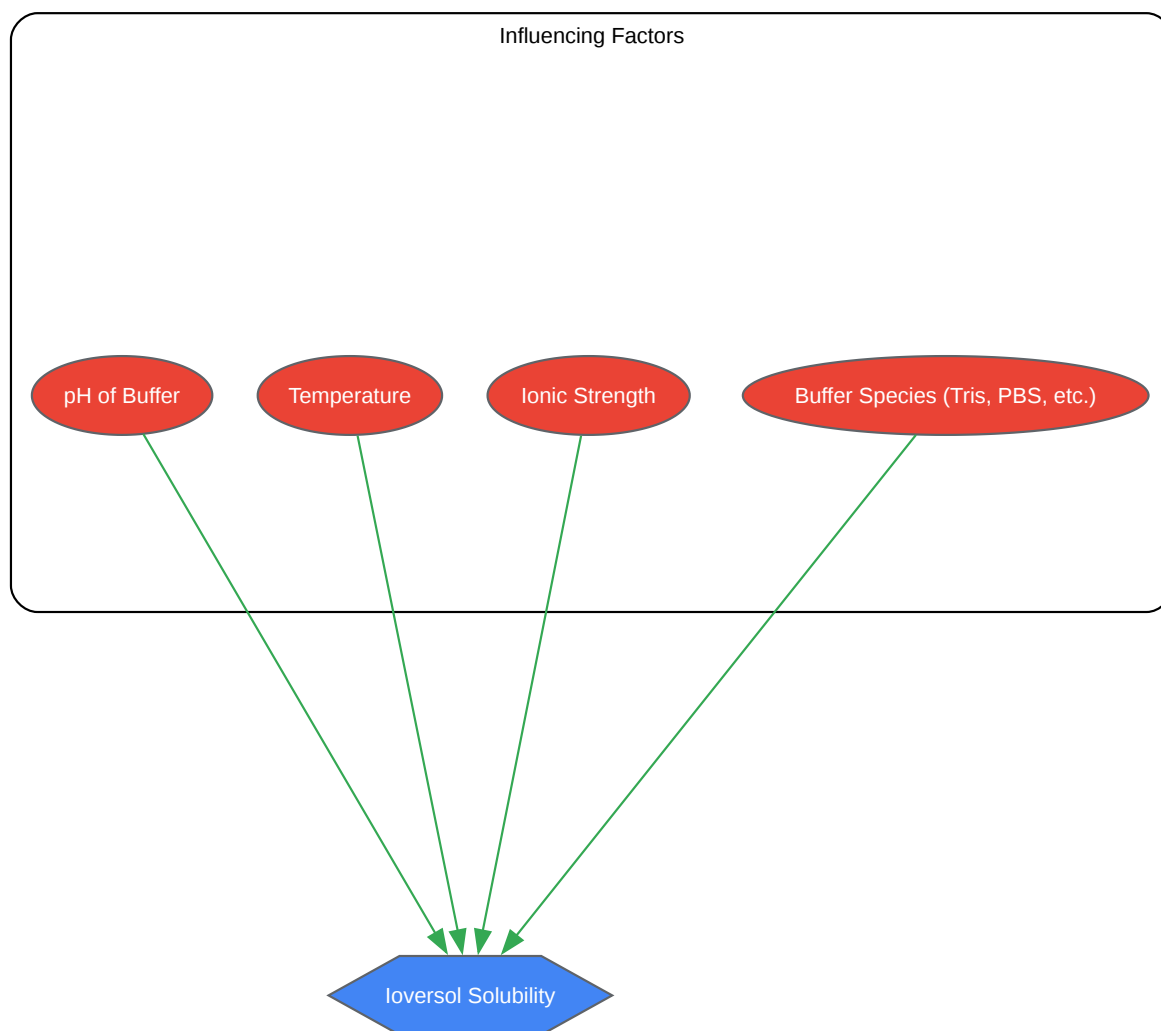 Influencing Factors
pH of Buffer
Temperature
Ionic Strength
Buffer Species (Tris, PBS, etc.)
Ioversol Solubility